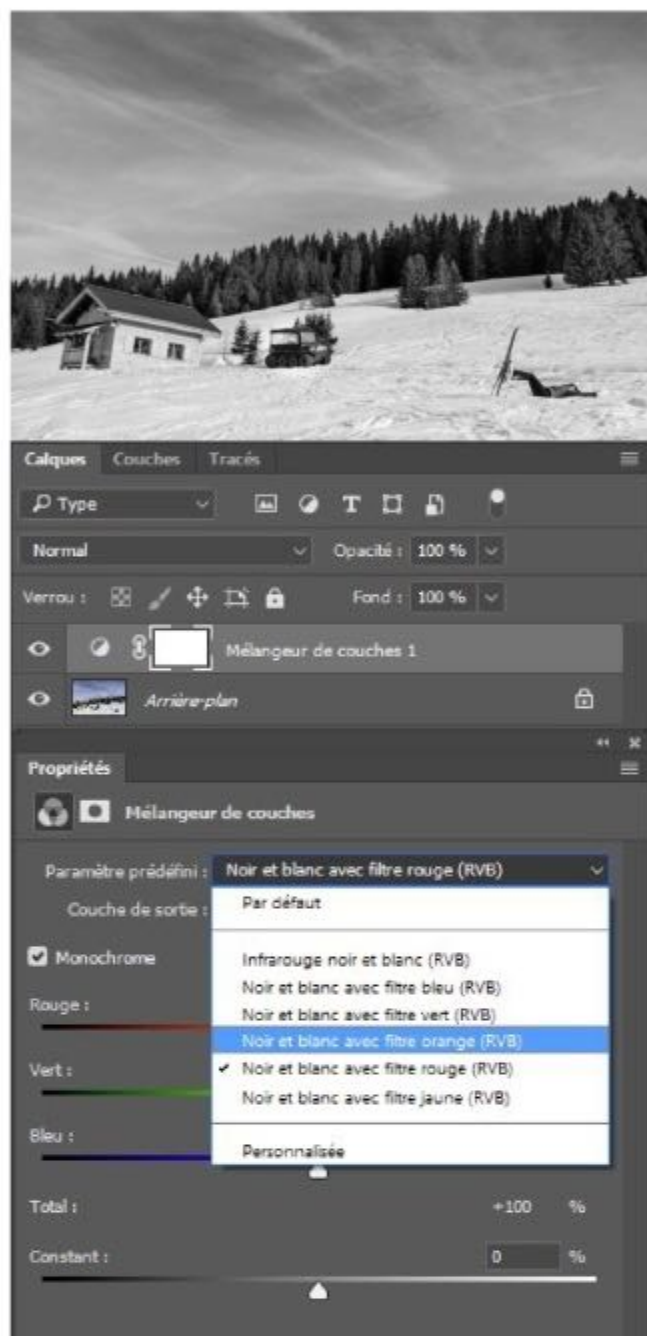 Calques Couches Tracés
Type
Normal Opacité : 100 %
Verrou : Fond : 100 %
Mélangeur de couches 1
Arrière-plan
Propriétés
Mélangeur de couches
Paramètre prédéfini : Noir et blanc avec filtre rouge (RVB)
Couche de sortie : Par défaut
Monochrome
Infrarouge noir et blanc (RVB)
Noir et blanc avec filtre bleu (RVB)
Rouge :
Noir et blanc avec filtre vert (RVB)
Noir et blanc avec filtre orange (RVB)
Vert :
Noir et blanc avec filtre rouge (RVB)
Noir et blanc avec filtre jaune (RVB)
Bleu :
Personnalisée
Total : +100 %
Constant : 0 %